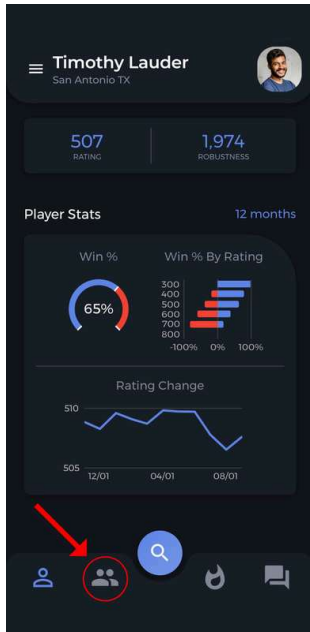 Timothy Lauder
San Antonio TX
507 1,974
RATING ROBUSTNESS
Player Stats 12 months
Win % Win % By Rating
65%
300
400
500
600
700
800
-100% 0% 100%
Rating Change
510
505
12/01 04/01 08/01